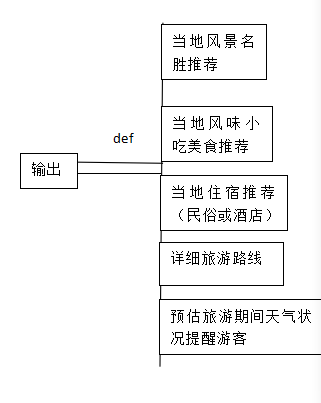 当地风景名
胜推荐
当地风味小
吃美食推荐
def
输出
当地住宿推荐
（民俗或酒店）
详细旅游路线
预估旅游期间天气状
况提醒游客